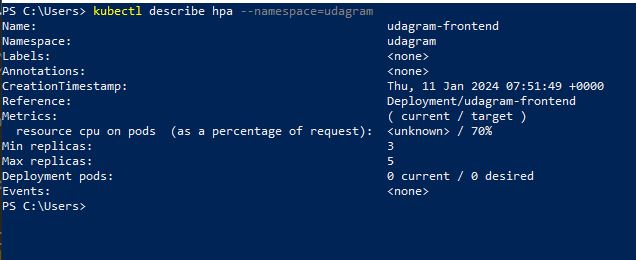 PS C:\Users> kubectl describe hpa --namespace=udagram
Name: udagram-frontend
Namespace: udagram
Labels: <none>
Annotations: <none>
CreationTimestamp: Thu, 11 Jan 2024 07:51:49 +0000
Reference: Deployment/udagram-frontend
Metrics: ( current / target )
  resource cpu on pods  (as a percentage of request): <unknown> / 70%
Min replicas: 3
Max replicas: 5
Deployment pods: 0 current / 0 desired
Events: <none>
PS C:\Users>